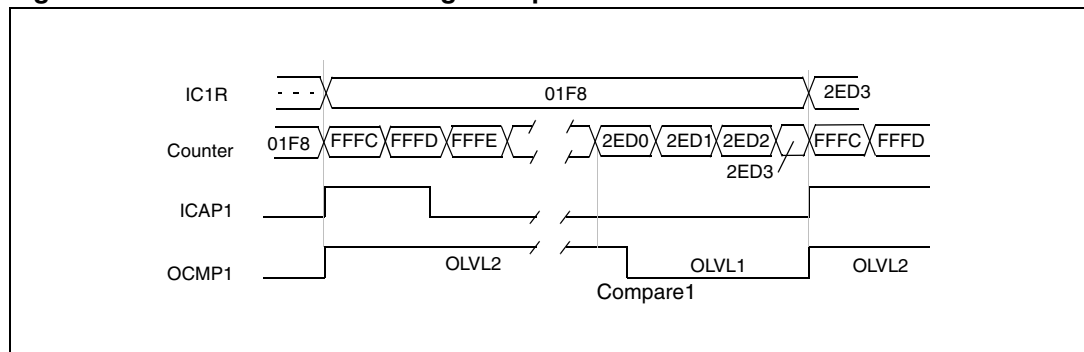 IC1R - - - 01F8 2ED3
Counter 01F8 FFFC FFFD FFFE 2ED0 2ED1 2ED2 FFFC FFFD
2ED3
ICAP1
OCMP1 OLVL2 OLVL1 OLVL2
Compare1